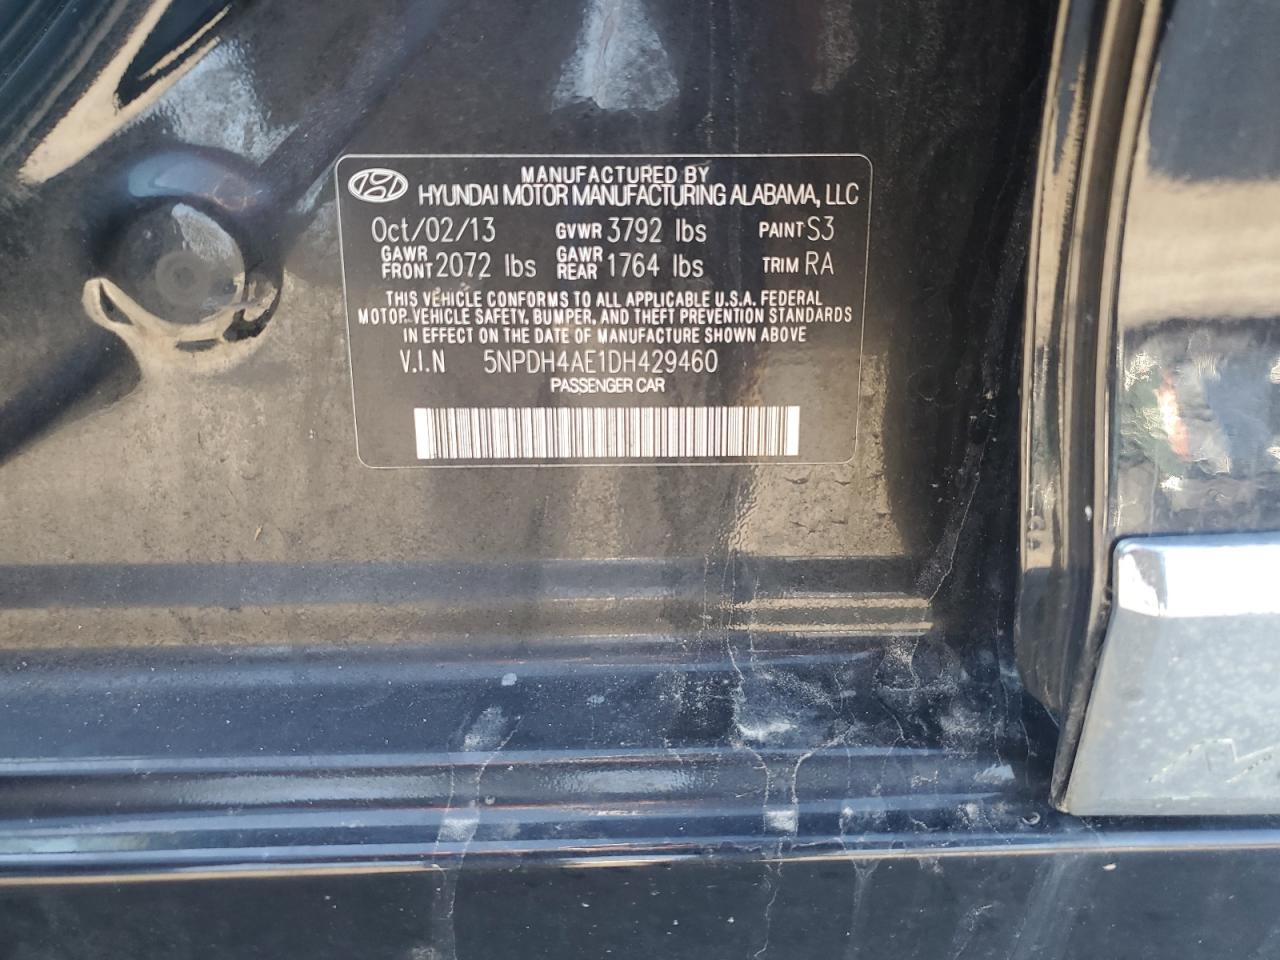 MANUFACTURED BY
HYUNDAI MOTOR MANUFACTURING ALABAMA, LLC
Oct/02/13 GVWR 3792 lbs PAINT S3
GAWR FRONT 2072 lbs GAWR REAR 1764 lbs TRIM RA
THIS VEHICLE CONFORMS TO ALL APPLICABLE U.S.A. FEDERAL
MOTOR VEHICLE SAFETY, BUMPER, AND THEFT PREVENTION STANDARDS
IN EFFECT ON THE DATE OF MANUFACTURE SHOWN ABOVE
V.I.N 5NPDH4AE1DH429460
PASSENGER CAR